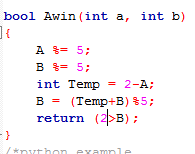 bool Awin(int a, int b)
{
A %= 5;
B %= 5;
int Temp = 2-A;
B = (Temp+B)%5;
return (2>B);
}
/*python example